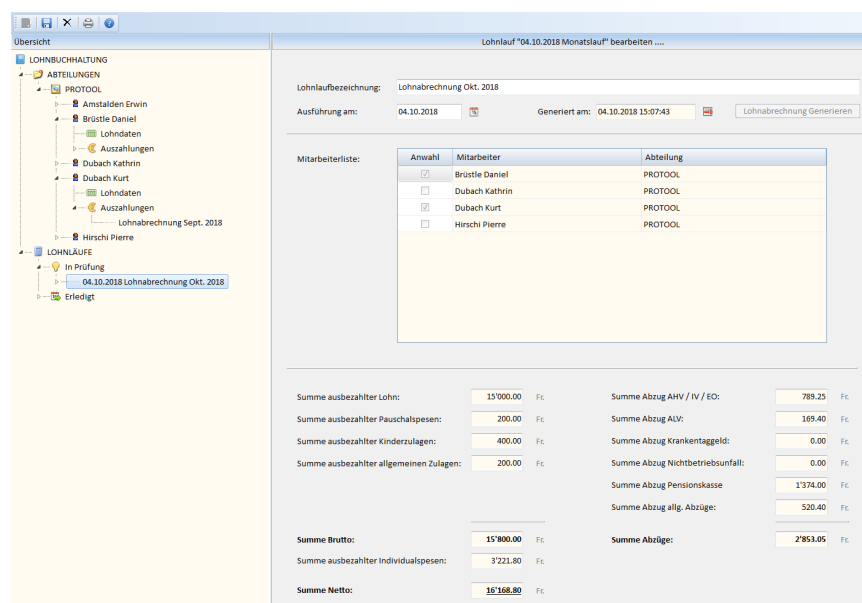 Übersicht
Lohnlauf "04.10.2018 Monatslauf" bearbeiten ....
LOHNBUCHHALTUNG
ABTEILUNGEN
PROTOOL
Amstalden Erwin
Brüstle Daniel
Lohndaten
Auszahlungen
Dubach Kathrin
Dubach Kurt
Lohndaten
Auszahlungen
Lohnabrechnung Sept. 2018
Hirschi Pierre
LOHNLÄUFE
In Prüfung
04.10.2018 Lohnabrechnung Okt. 2018
Erledigt
Lohnlaufbezeichnung: Lohnabrechnung Okt. 2018
Ausführung am: 04.10.2018 Generiert am: 04.10.2018 15:07:43 Lohnabrechnung Generieren
Mitarbeiterliste: Anwahl Mitarbeiter Abteilung
Brüstle Daniel PROTOOL
Dubach Kathrin PROTOOL
Dubach Kurt PROTOOL
Hirschi Pierre PROTOOL
Summe ausbezahlter Lohn: 15'000.00 Fr. Summe Abzug AHV / IV / EO: 789.25 Fr.
Summe ausbezahlter Pauschalspesen: 200.00 Fr. Summe Abzug ALV: 169.40 Fr.
Summe ausbezahlter Kinderzulagen: 400.00 Fr. Summe Abzug Krankentaggeld: 0.00 Fr.
Summe ausbezahlter allgemeinen Zulagen: 200.00 Fr. Summe Abzug Nichtbetriebsunfall: 0.00 Fr.
Summe Abzug Pensionskasse 1'374.00 Fr.
Summe Abzug allg. Abzüge: 520.40 Fr.
Summe Brutto: 15'800.00 Fr. Summe Abzüge: 2'853.05 Fr.
Summe ausbezahlter Individualspesen: 3'221.80 Fr.
Summe Netto: 16'168.80 Fr.